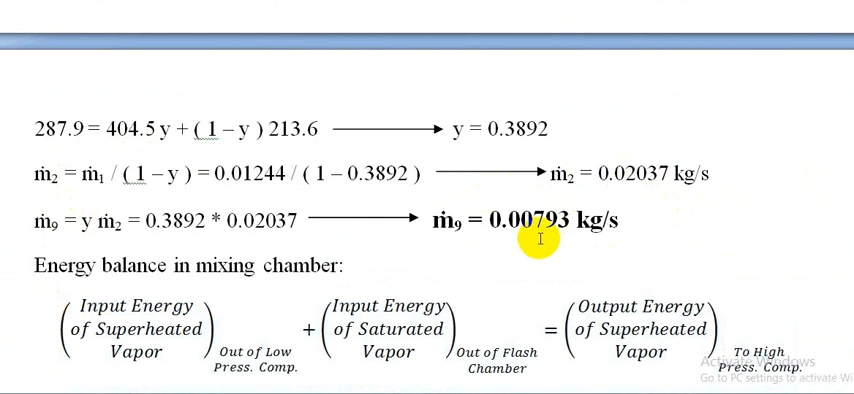 287.9 = 404.5 y + ( 1 – y ) 213.6 ⟶ y = 0.3892
ṁ₂ = ṁ₁ / ( 1 – y ) = 0.01244 / ( 1 – 0.3892 ) ⟶ ṁ₂ = 0.02037 kg/s
ṁ₉ = y ṁ₂ = 0.3892 * 0.02037 ⟶ ṁ₉ = 0.00793 kg/s
Energy balance in mixing chamber:
(Input Energy of Superheated Vapor) Out of Low Press. Comp. + (Input Energy of Saturated Vapor) Out of Flash Chamber = (Output Energy of Superheated Vapor) To High Press. Comp.
Activate Windows
Go to PC settings to activate Wi